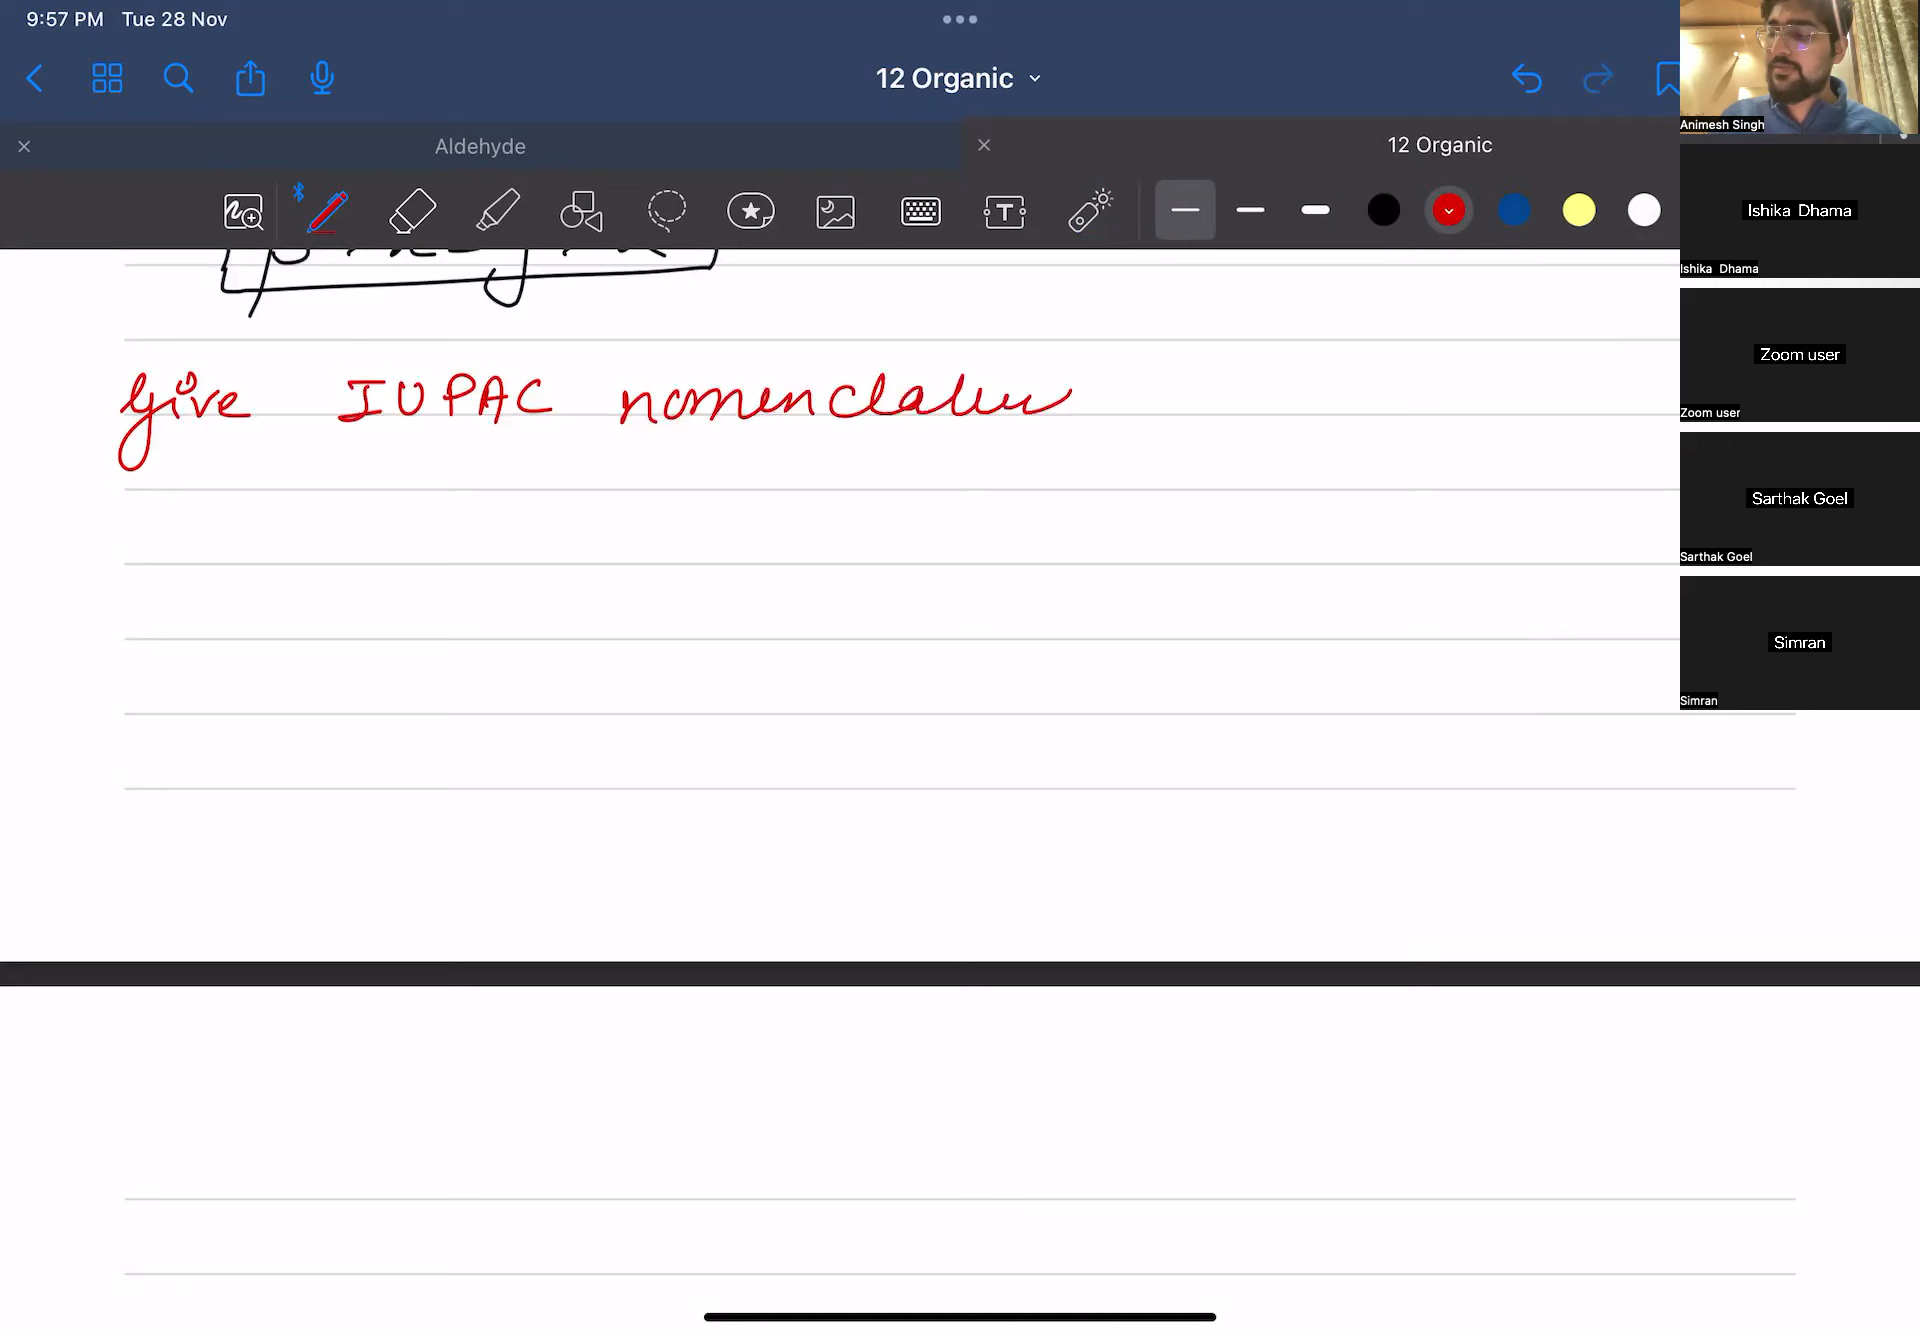 9:57 PM Tue 28 Nov
12 Organic
Aldehyde
12 Organic
T
give IUPAC nomenclatur
Animesh Singh
Ishika Dhama
Ishika Dhama
Zoom user
Zoom user
Sarthak Goel
Sarthak Goel
Simran
Simran